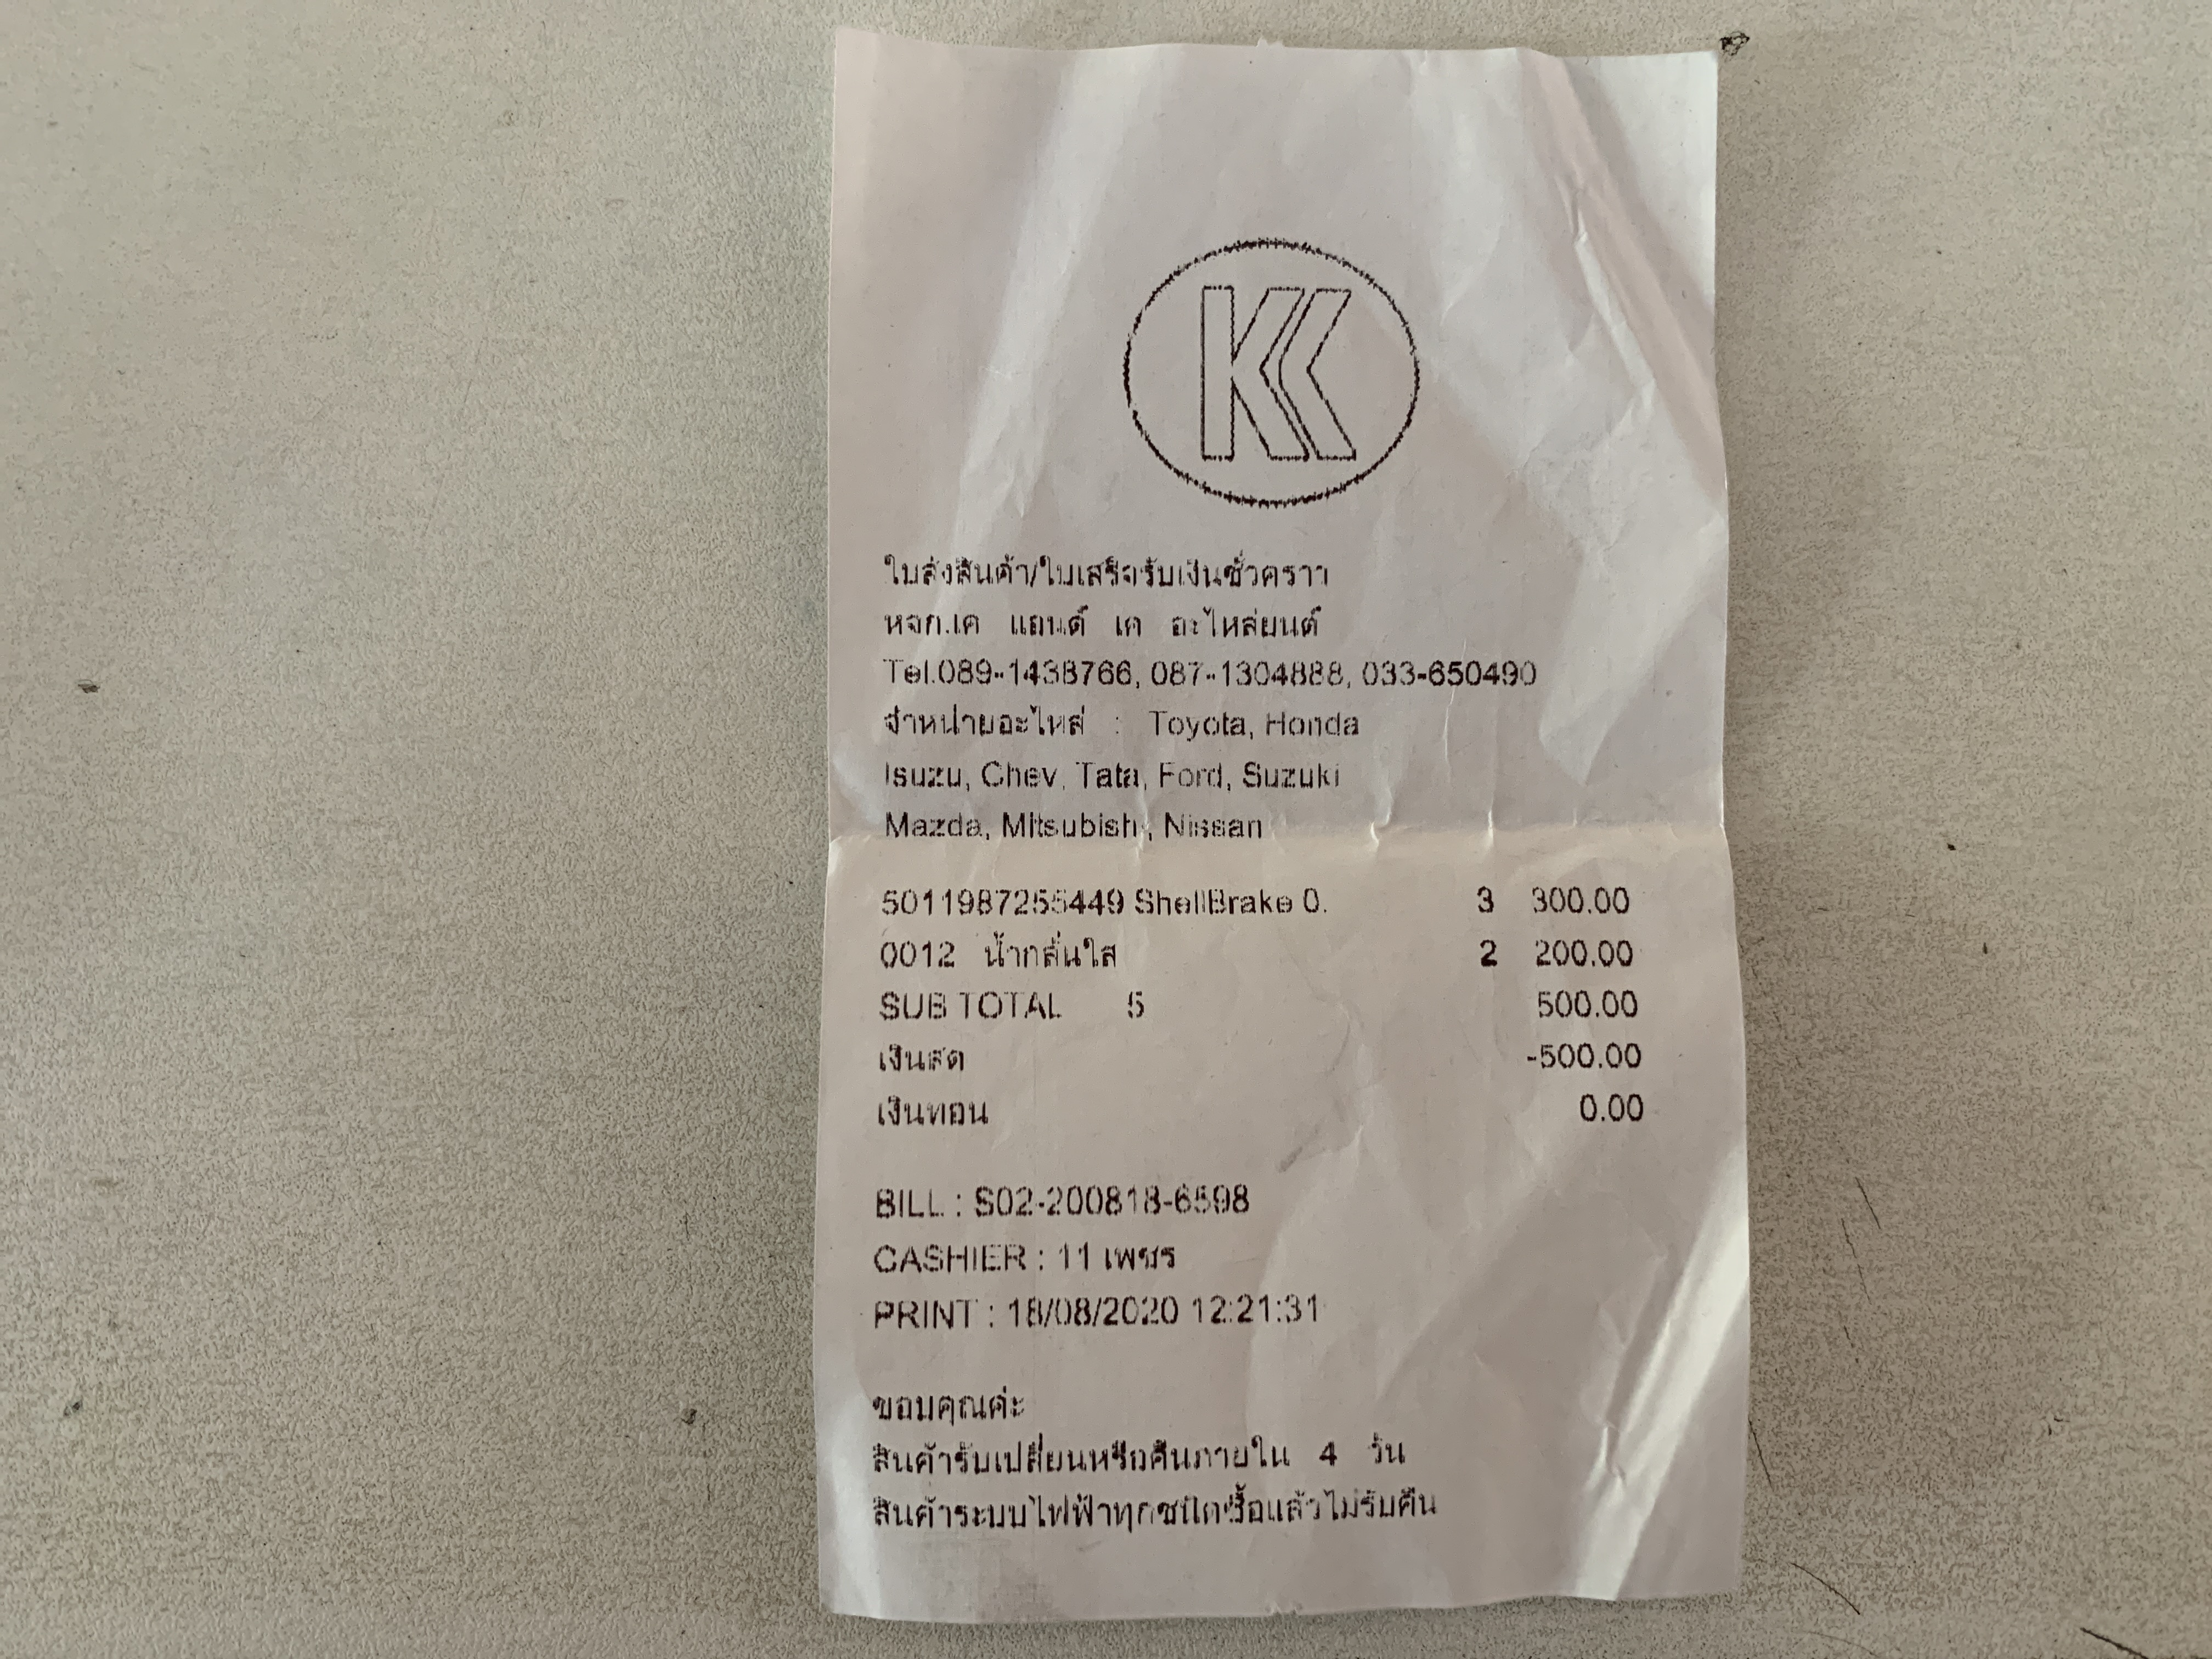 KK
ใบส่งสินค้า/ใบเสร็จรับเงินชั่วคราว
หจก.เค แอนด์ เค อะไหล่ยนต์
Tel.089-1438766, 087-1304888, 033-650490
จำหน่ายอะไหล่ : Toyota, Honda
Isuzu, Chev, Tata, Ford, Suzuki
Mazda, Mitsubishi, Nissan
5011987255449 ShellBrake 0. 3 300.00
0012 น้ำกลั่นใส 2 200.00
SUB TOTAL 5 500.00
เงินสด -500.00
เงินทอน 0.00
BILL : S02-200818-6598
CASHIER : 11 เพชร
PRINT : 18/08/2020 12:21:31
ขอบคุณค่ะ
สินค้ารับเปลี่ยนหรือคืนภายใน 4 วัน
สินค้าระบบไฟฟ้าทุกชนิดซื้อแล้วไม่รับคืน